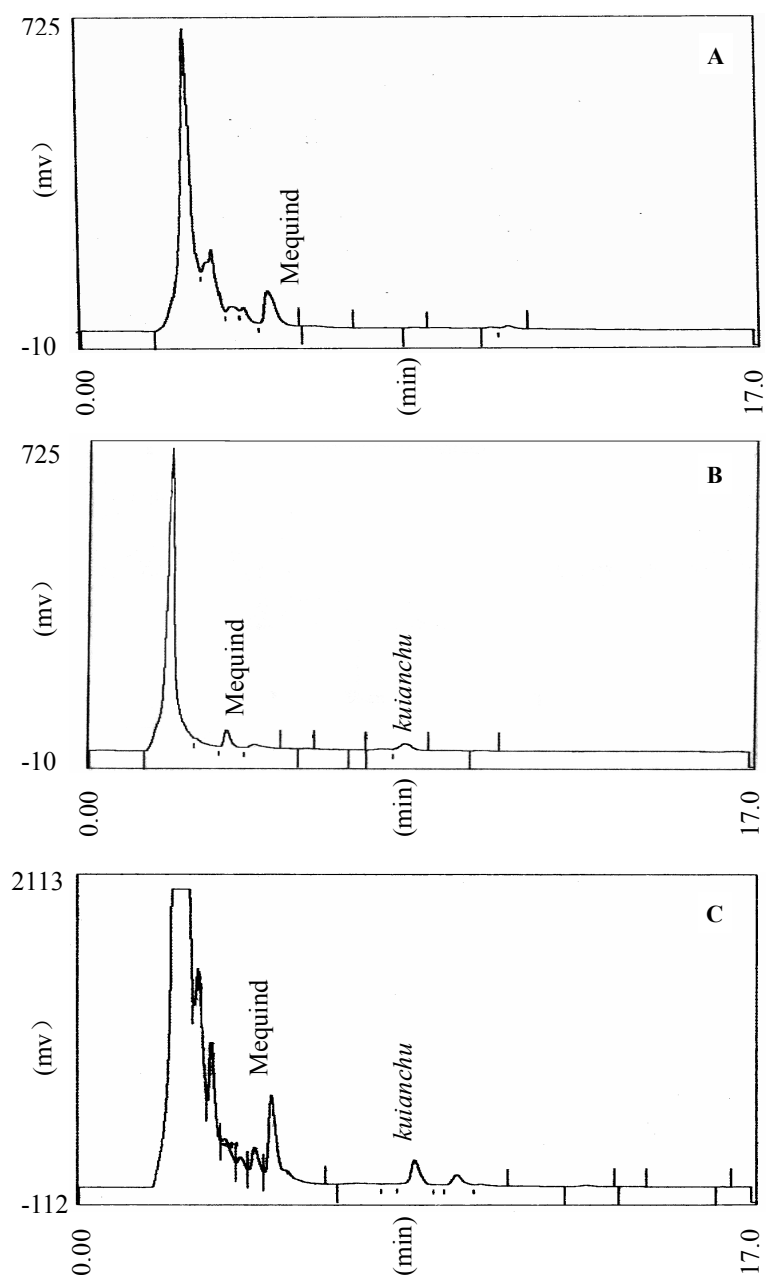 725
A
(mv)
Mequind
-10
0.00
(min)
17.0
725
B
(mv)
Mequind
kuianchu
-10
0.00
(min)
17.0
2113
C
(mv)
Mequind
kuianchu
-112
0.00
(min)
17.0